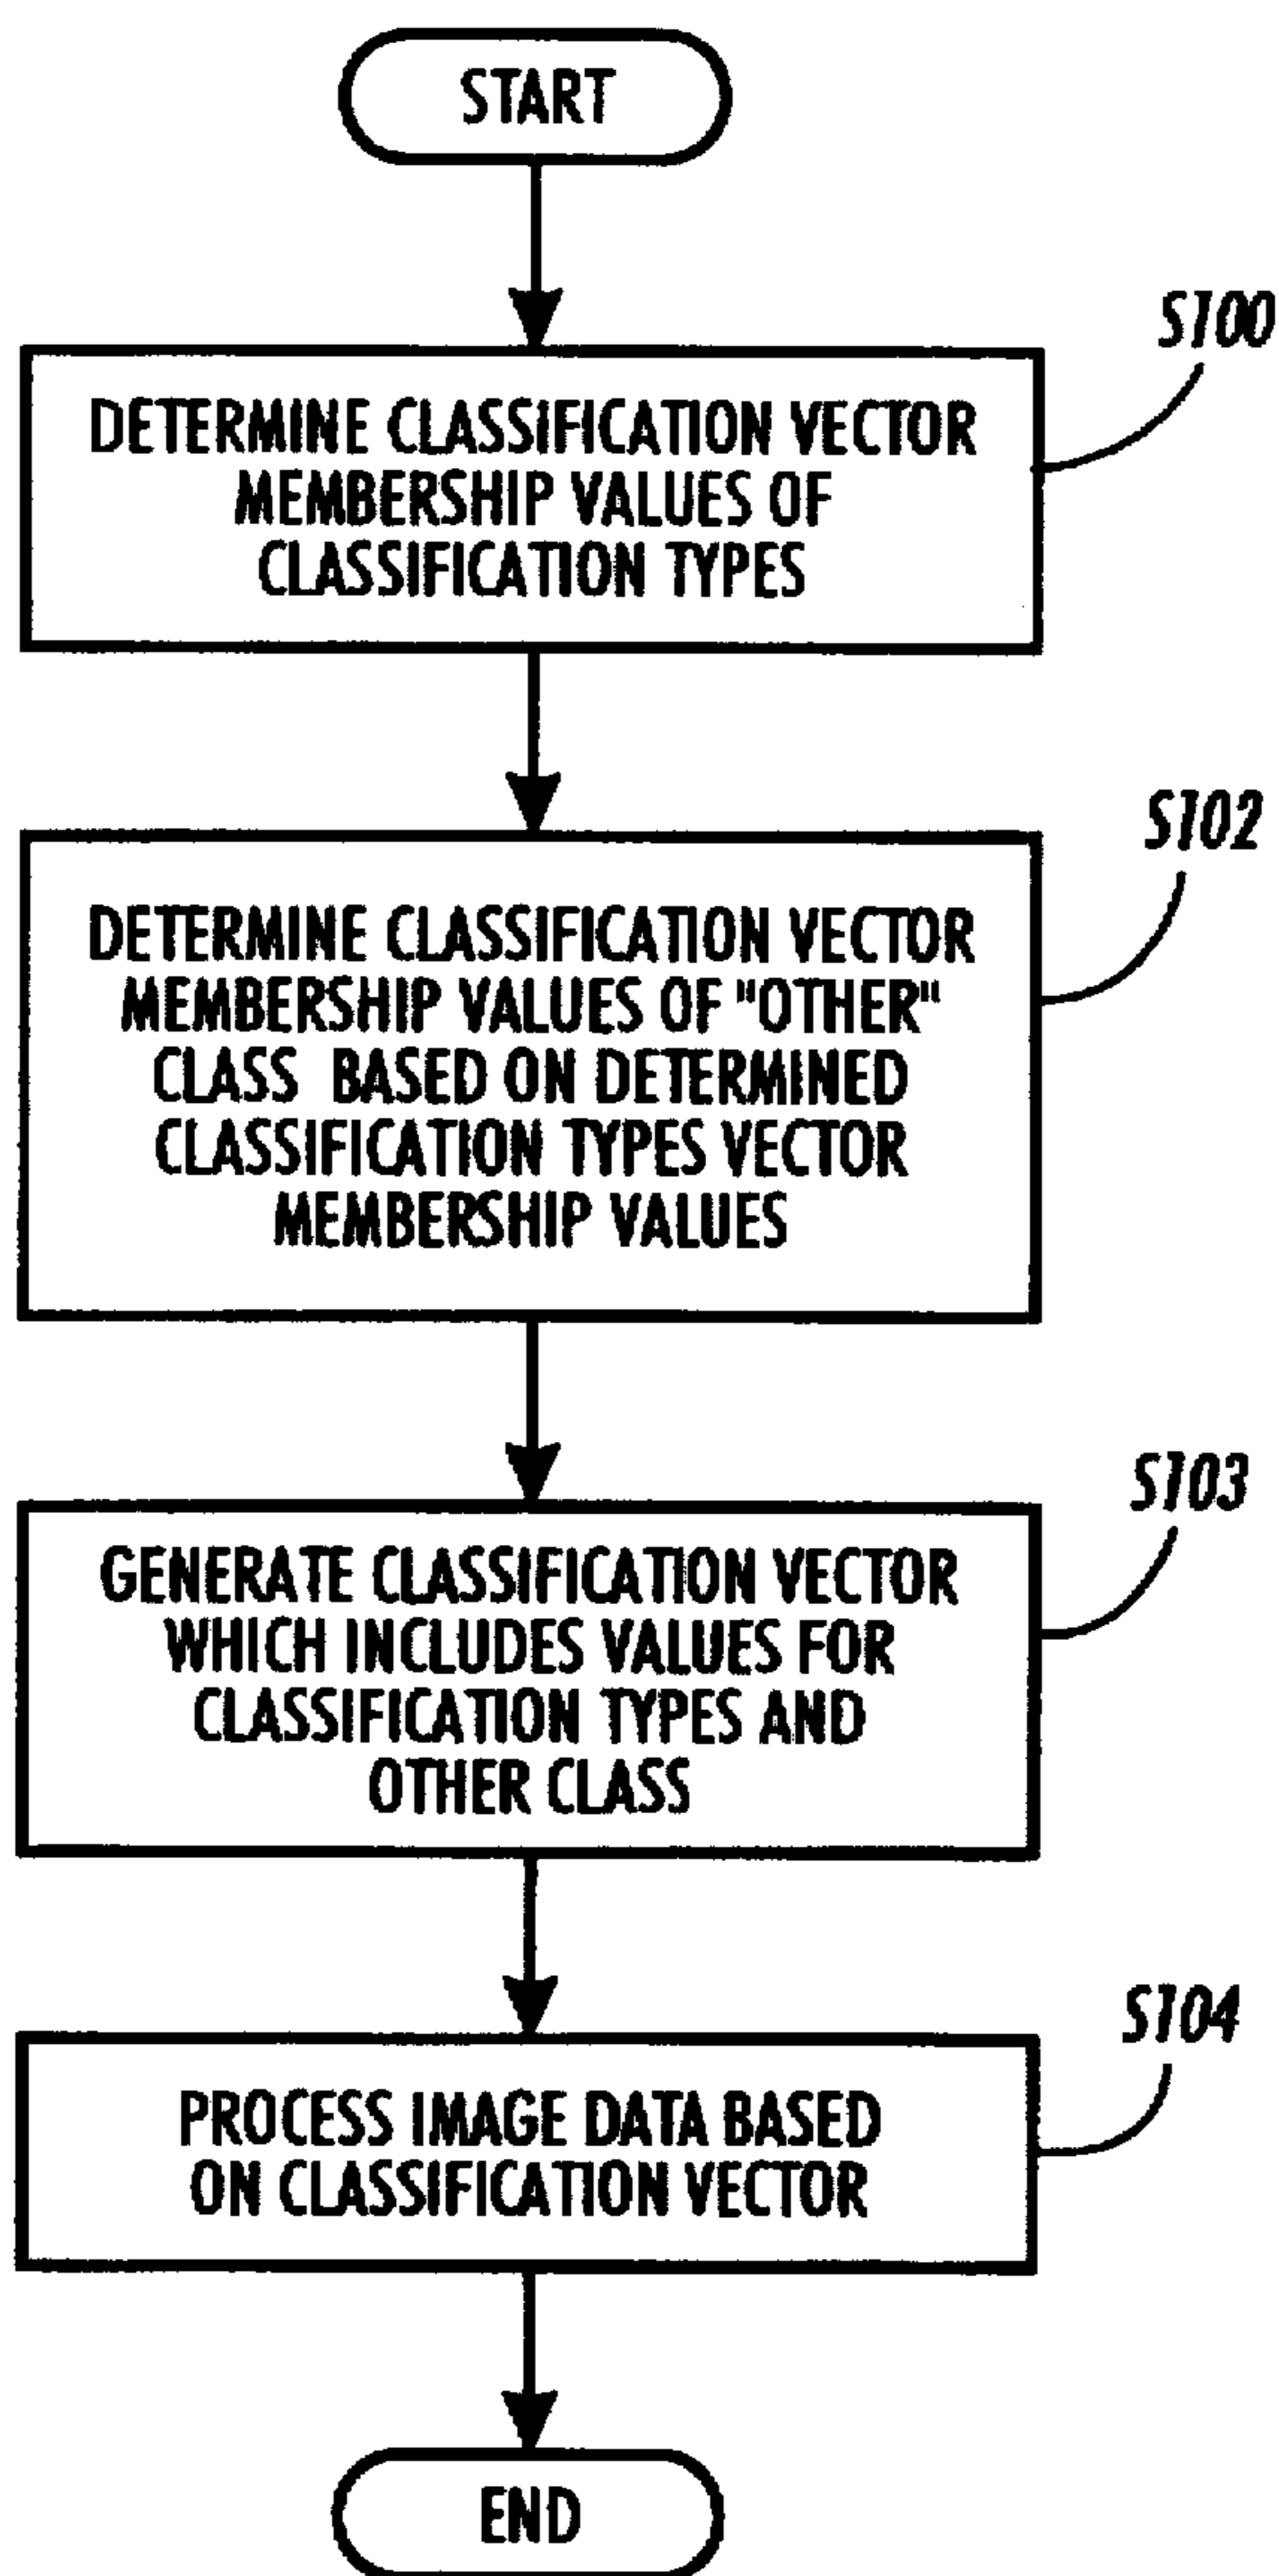 START
S100
DETERMINE CLASSIFICATION VECTOR
MEMBERSHIP VALUES OF
CLASSIFICATION TYPES
S102
DETERMINE CLASSIFICATION VECTOR
MEMBERSHIP VALUES OF "OTHER"
CLASS BASED ON DETERMINED
CLASSIFICATION TYPES VECTOR
MEMBERSHIP VALUES
S103
GENERATE CLASSIFICATION VECTOR
WHICH INCLUDES VALUES FOR
CLASSIFICATION TYPES AND
OTHER CLASS
S104
PROCESS IMAGE DATA BASED
ON CLASSIFICATION VECTOR
END